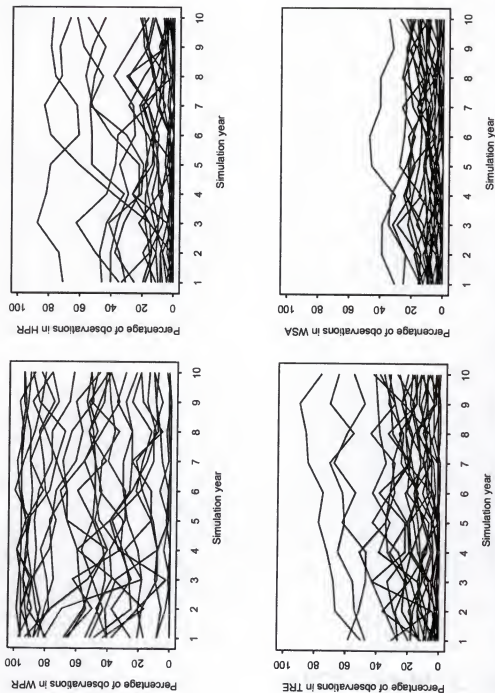 Percentage of observations in WPR
100
80
60
40
20
0
1 2 3 4 5 6 7 8 9 10
Simulation year
Percentage of observations in HPR
100
80
60
40
20
0
1 2 3 4 5 6 7 8 9 10
Simulation year
Percentage of observations in TRE
100
80
60
40
20
0
1 2 3 4 5 6 7 8 9 10
Simulation year
Percentage of observations in WSA
100
80
60
40
20
0
1 2 3 4 5 6 7 8 9 10
Simulation year